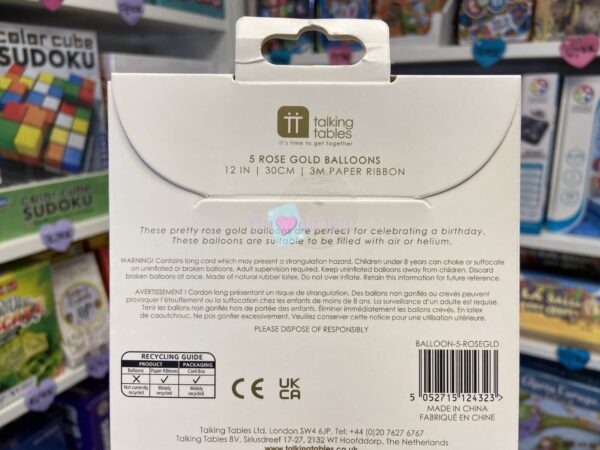 color cube
SUDOKU
color cube
SUDOKU
talking
tables
it's time to get together
5 ROSE GOLD BALLOONS
12 IN | 30CM | 3M PAPER RIBBON
These pretty rose gold balloons are perfect for celebrating a birthday.
These balloons are suitable to be filled with air or helium.
WARNING! Contains long cord which may present a strangulation hazard. Children under 8 years can choke or suffocate
on uninflated or broken balloons. Adult supervision required. Keep uninflated balloons away from children. Discard
broken balloons at once. Made of natural rubber latex. Do not over inflate. Retain this information for future reference.
AVERTISSEMENT ! Cordon long présentant un risque de strangulation. Des ballons non gonflés ou crevés peuvent
provoquer l'étouffement ou la suffocation chez les enfants de moins de 8 ans. La surveillance d'un adulte est requise.
Tenir les ballons non gonflés hors de portée des enfants. Éliminer immédiatement les ballons crevés. En latex
de caoutchouc. Ne pas gonfler excessivement. Veuillez conserver cette notice pour une utilisation ultérieure.
PLEASE DISPOSE OF RESPONSIBLY
RECYCLING GUIDE
PRODUCT PACKAGING
Balloons Paper Ribbons Card Box
Not currently recycled Widely recycled Widely recycled
CE UK CA
BALLOON-5-ROSEGLD
5 052715 124323 >
MADE IN CHINA
FABRIQUÉ EN CHINE
Talking Tables Ltd, London SW4 6JP. Tel: +44 (0)20 7627 6767
Talking Tables BV, Siriusdreef 17-27, 2132 WT Hoofddorp, The Netherlands
www.talkingtables.co.uk